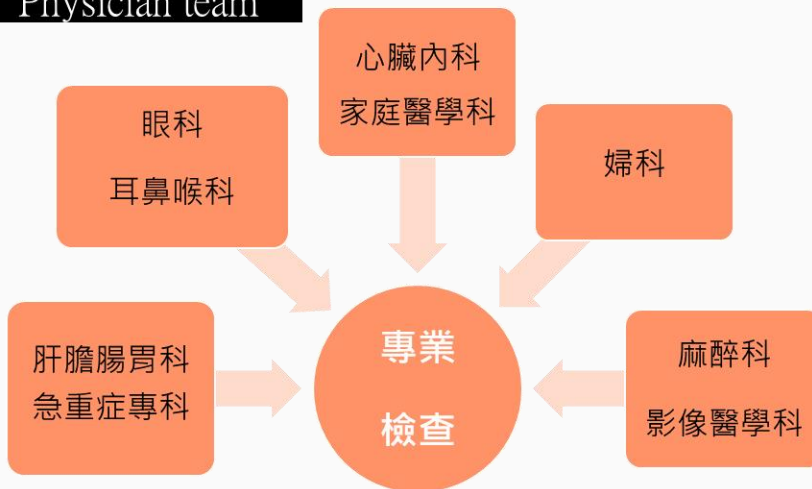 Physician team
心臟內科
家庭醫學科
眼科
耳鼻喉科
婦科
肝膽腸胃科
急重症專科
麻醉科
影像醫學科
專業
檢查